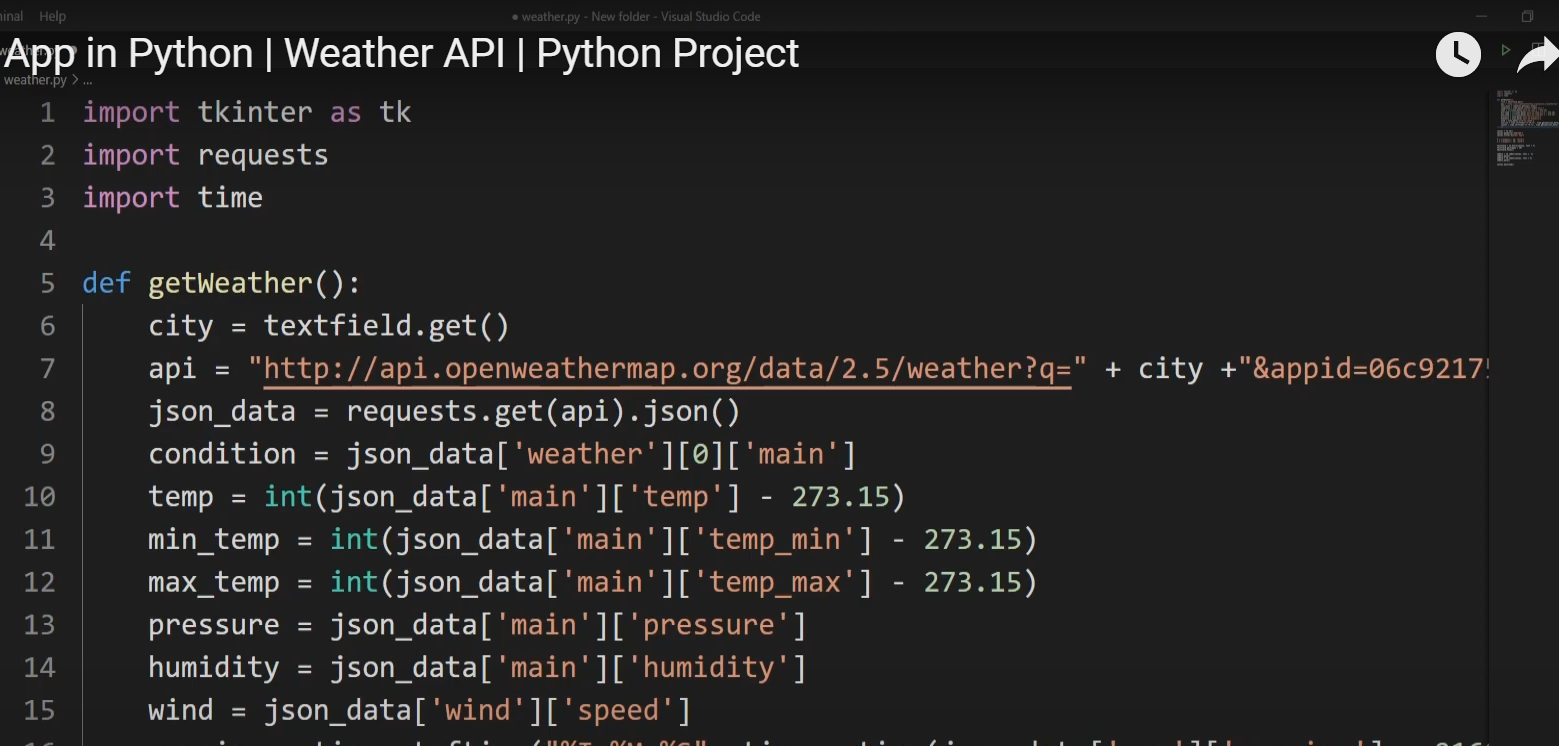 inal Help
● weather.py - New folder - Visual Studio Code
App in Python | Weather API | Python Project
weather.py > ...
1 import tkinter as tk
2 import requests
3 import time
4
5 def getWeather():
6 city = textfield.get()
7 api = "http://api.openweathermap.org/data/2.5/weather?q=" + city +"&appid=06c9217
8 json_data = requests.get(api).json()
9 condition = json_data['weather'][0]['main']
10 temp = int(json_data['main']['temp'] - 273.15)
11 min_temp = int(json_data['main']['temp_min'] - 273.15)
12 max_temp = int(json_data['main']['temp_max'] - 273.15)
13 pressure = json_data['main']['pressure']
14 humidity = json_data['main']['humidity']
15 wind = json_data['wind']['speed']